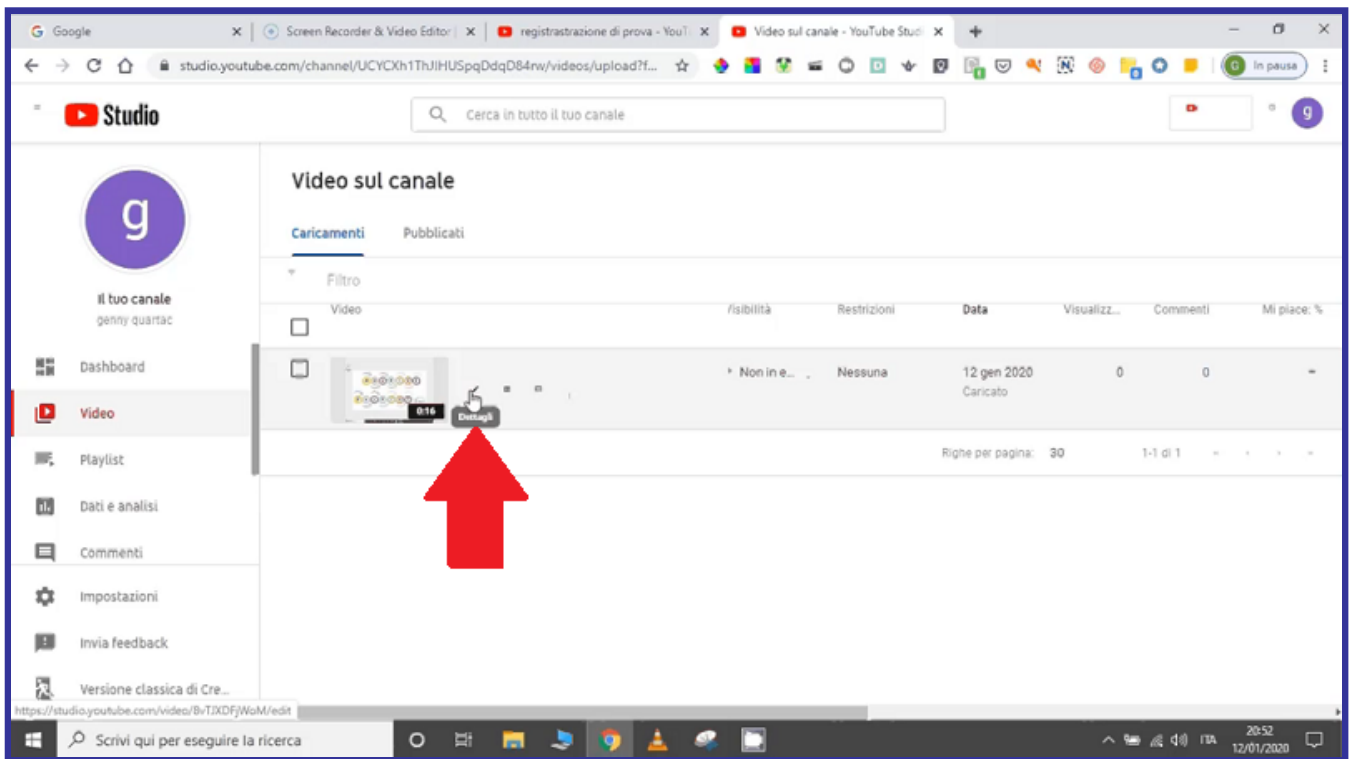 Google
Screen Recorder & Video Editor |
registrastrazione di prova - YouT
Video sul canale - YouTube Studi
studio.youtube.com/channel/UCYCXh1ThJIHUSpqDdqD84rw/videos/upload?f...
In pausa
Studio
Cerca in tutto il tuo canale
g
g
Il tuo canale
genny quartac
Dashboard
Video
Playlist
Dati e analisi
Commenti
Impostazioni
Invia feedback
Versione classica di Cre...
Video sul canale
Caricamenti Pubblicati
Filtro
Video Visibilità Restrizioni Data Visualizz... Commenti Mi piace: %
0:16 Dettagli Non in e... Nessuna 12 gen 2020 0 0 -
Caricato
Righe per pagina: 30 1-1 di 1
https://studio.youtube.com/video/BvTJXDFjWoM/edit
Scrivi qui per eseguire la ricerca
ITA
20:52
12/01/2020